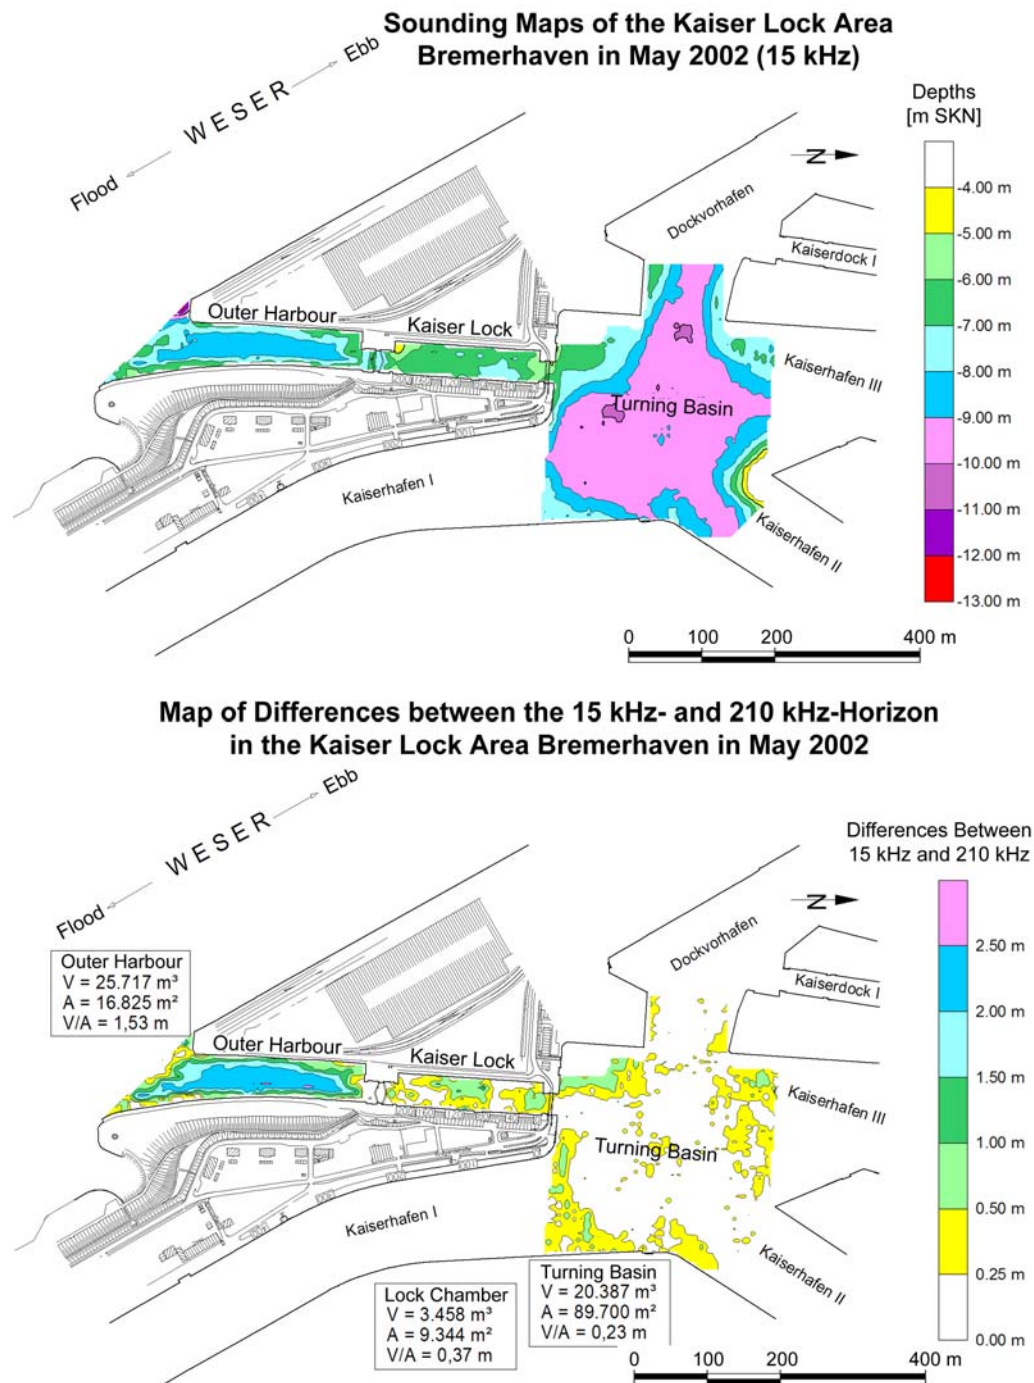 Sounding Maps of the Kaiser Lock Area
Bremerhaven in May 2002 (15 kHz)
Ebb
WESER
Flood
Depths
[m SKN]
N
Dockvorhafen
Kaiserdock I
Outer Harbour
Kaiser Lock
Kaiserhafen III
Turning Basin
Kaiserhafen I
Kaiserhafen II
-4.00 m
-5.00 m
-6.00 m
-7.00 m
-8.00 m
-9.00 m
-10.00 m
-11.00 m
-12.00 m
-13.00 m
0 100 200 400 m
Map of Differences between the 15 kHz- and 210 kHz-Horizon
in the Kaiser Lock Area Bremerhaven in May 2002
Ebb
WESER
Flood
Differences Between
15 kHz and 210 kHz
N
Dockvorhafen
Kaiserdock I
Outer Harbour
V = 25.717 m³
A = 16.825 m²
V/A = 1,53 m
Outer Harbour
Kaiser Lock
Kaiserhafen III
Turning Basin
Kaiserhafen I
Kaiserhafen II
2.50 m
2.00 m
1.50 m
1.00 m
0.50 m
0.25 m
0.00 m
Lock Chamber
V = 3.458 m³
A = 9.344 m²
V/A = 0,37 m
Turning Basin
V = 20.387 m³
A = 89.700 m²
V/A = 0,23 m
0 100 200 400 m